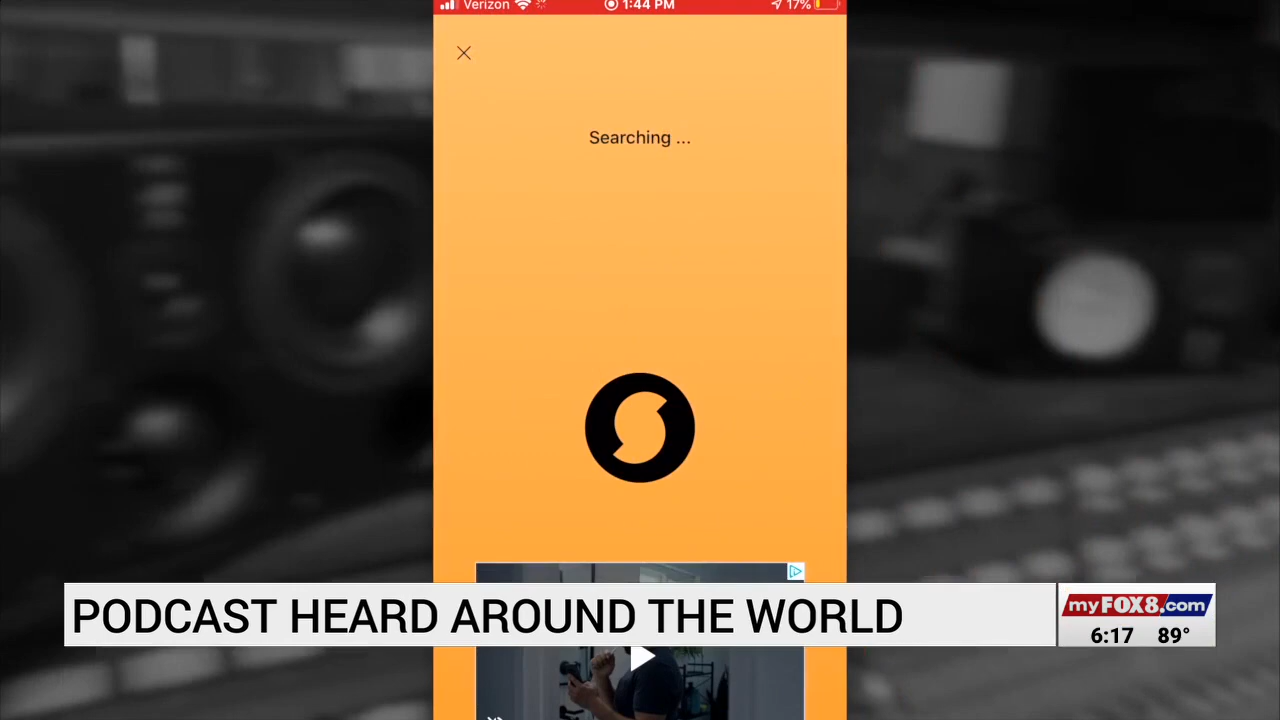 Verizon 1:44 PM 17%
Searching ...
PODCAST HEARD AROUND THE WORLD
myFOX8.com
6:17 89°